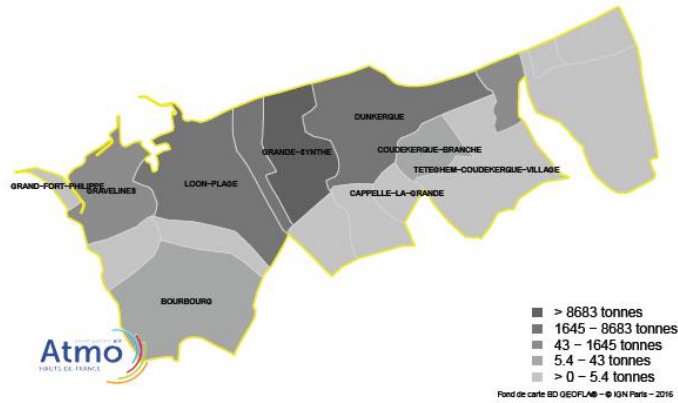 DUNKERQUE
GRANDE-SYNTHE
COUDEKERQUE-BRANCHE
TETEGHEM-COUDEKERQUE-VILLAGE
GRAND-FORT-PHILIPPE
GRAVELINES
LOON-PLAGE
CAPPELLE-LA-GRANDE
BOURBOURG
Atmo
HAUTS-DE-FRANCE
> 8683 tonnes
1645 – 8683 tonnes
43 – 1645 tonnes
5.4 – 43 tonnes
> 0 – 5.4 tonnes
Fond de carte BD GEOFLA® – © IGN Paris – 2016